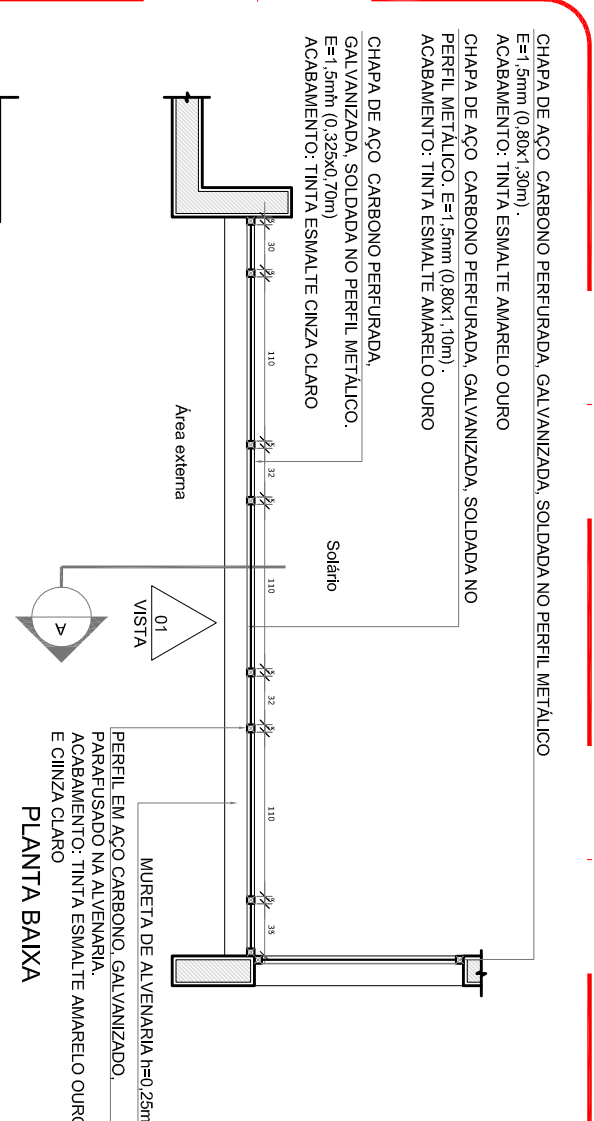 CHAPA DE AÇO CARBONO PERFURADA, GALVANIZADA, SOLDADA NO PERFIL METÁLICO
E=1,5mm (0,80x1,30m) .
ACABAMENTO: TINTA ESMALTE AMARELO OURO
CHAPA DE AÇO CARBONO PERFURADA, GALVANIZADA, SOLDADA NO
PERFIL METÁLICO. E=1,5mm (0,80x1,10m) .
ACABAMENTO: TINTA ESMALTE AMARELO OURO
CHAPA DE AÇO CARBONO PERFURADA,
GALVANIZADA, SOLDADA NO PERFIL METÁLICO.
E=1,5mm (0,325x0,70m)
ACABAMENTO: TINTA ESMALTE CINZA CLARO
Solário
30
110
32
110
32
110
35
Área externa
01
VISTA
A
MURETA DE ALVENARIA h=0,25m
PERFIL EM AÇO CARBONO, GALVANIZADO,
PARAFUSADO NA ALVENARIA.
ACABAMENTO: TINTA ESMALTE AMARELO OURO
E CIINZA CLARO
PLANTA BAIXA